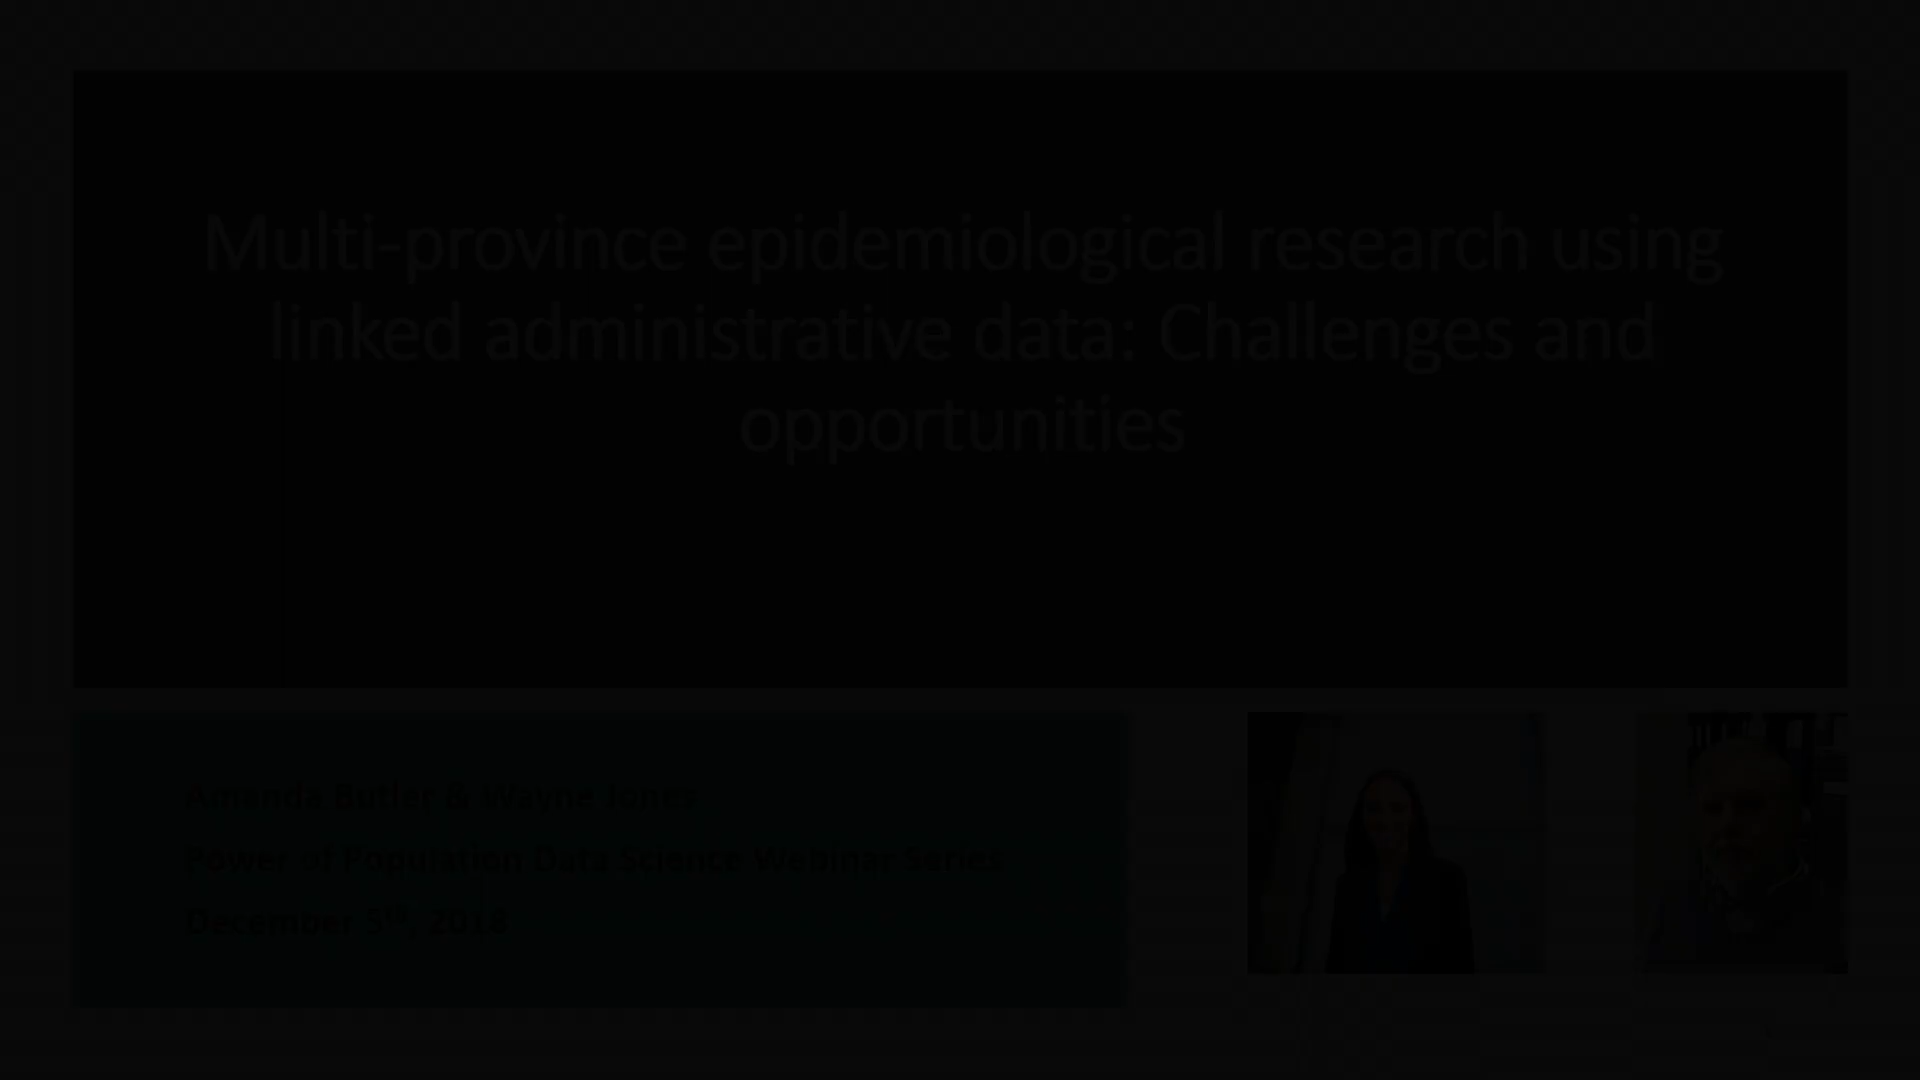 Multi-province epidemiological research using
linked administrative data: Challenges and
opportunities
Amanda Butler & Wayne Jones
Power of Population Data Science Webinar Series
December 5th, 2018